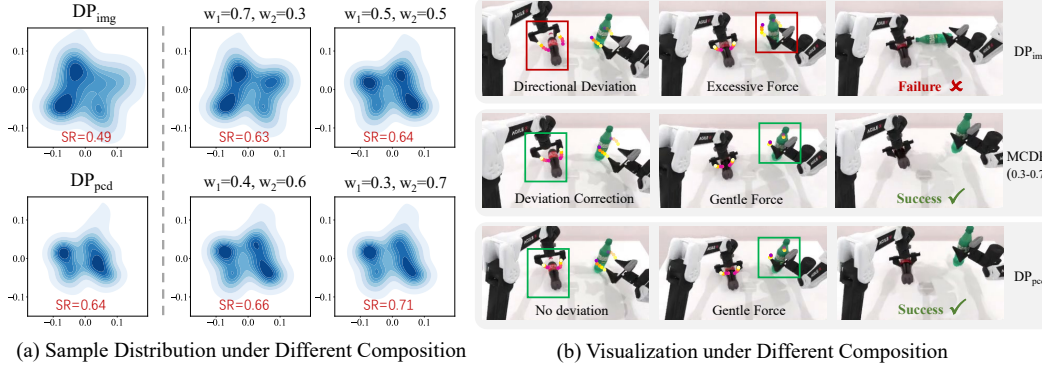 DP_img
w₁=0.7, w₂=0.3
w₁=0.5, w₂=0.5
0.1
0.0
−0.1
SR=0.49
SR=0.63
SR=0.64
−0.1 0.0 0.1
−0.1 0.0 0.1
−0.1 0.0 0.1
DP_pcd
w₁=0.4, w₂=0.6
w₁=0.3, w₂=0.7
0.1
0.0
−0.1
SR=0.64
SR=0.66
SR=0.71
−0.1 0.0 0.1
−0.1 0.0 0.1
−0.1 0.0 0.1
(a) Sample Distribution under Different Composition
Directional Deviation
Excessive Force
Failure ✘
DP_im
Deviation Correction
Gentle Force
Success ✓
MCDP
(0.3-0.7
No deviation
Gentle Force
Success ✓
DP_pc
AGILE
(b) Visualization under Different Composition